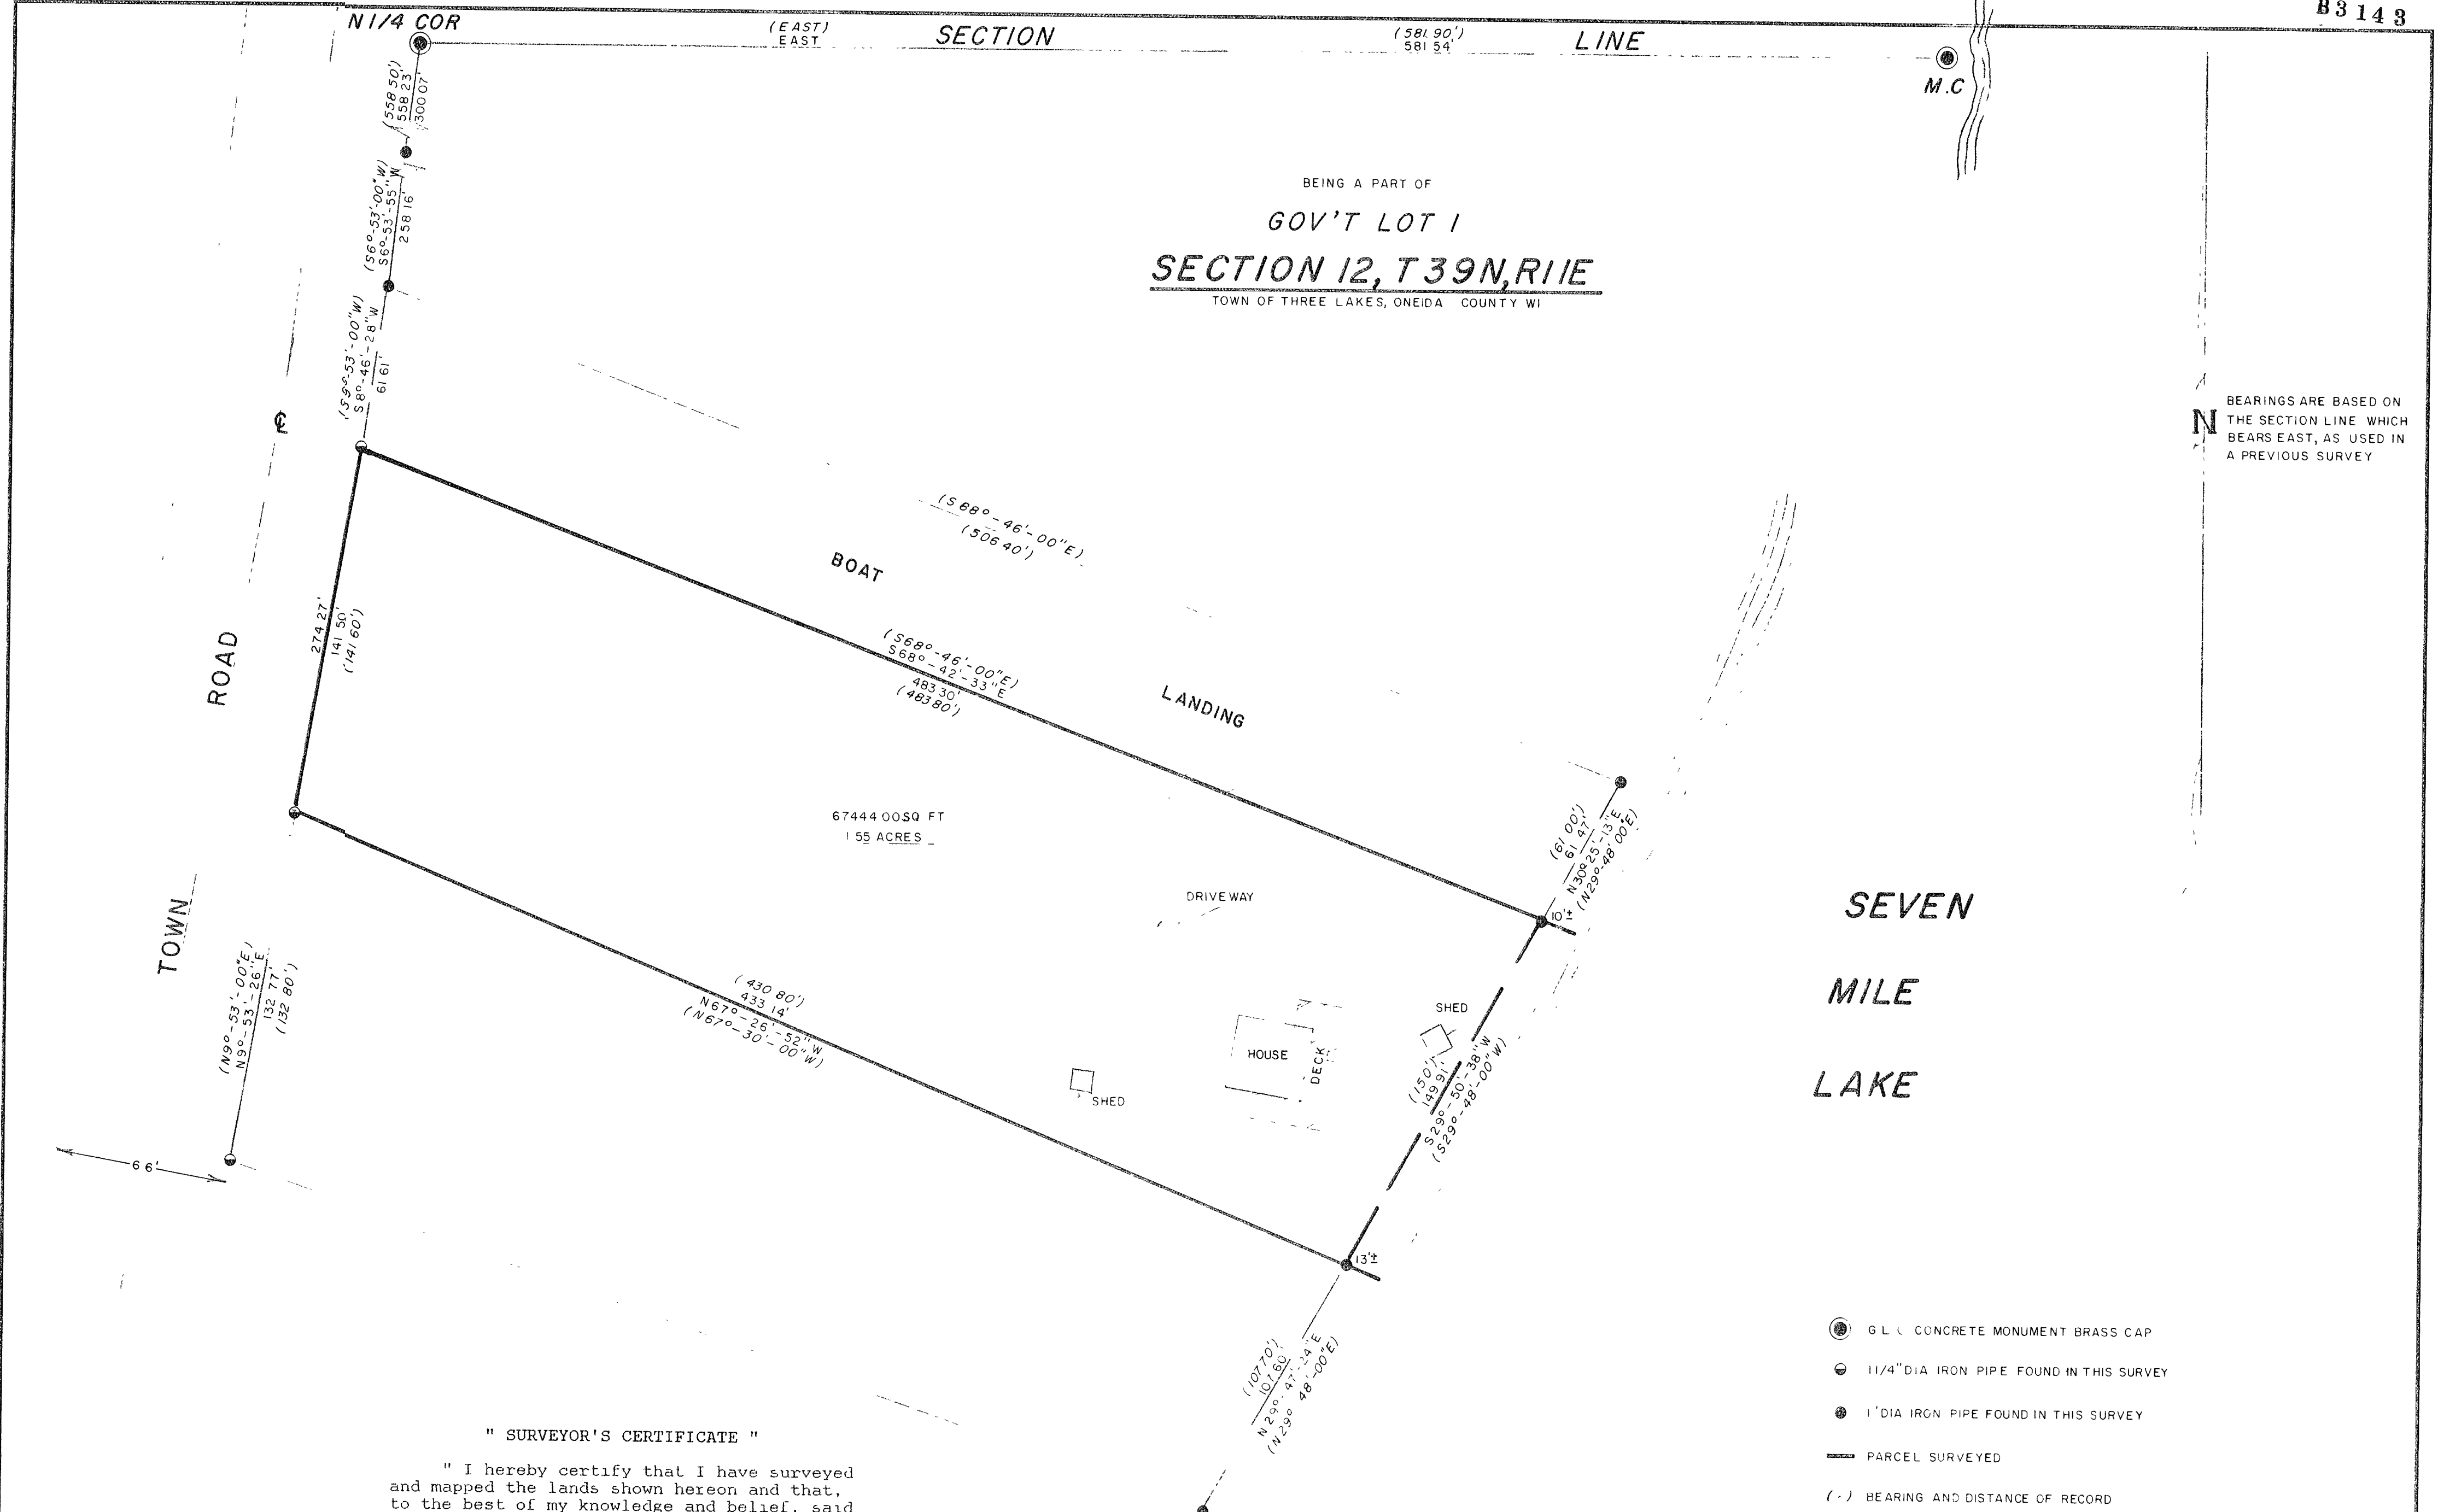 B3143
N 1/4 COR
(EAST)
EAST
SECTION
(581.90')
581 54'
LINE
M.C
(558 50')
558 23'
300 07'
(S6°-53'-00"W)
S6°-53'-55"W
258 16'
(S9°-53'-00"W)
S8°-46'-28"W
61 61'
BEING A PART OF
GOV'T LOT 1
SECTION 12, T39N, R11E
TOWN OF THREE LAKES, ONEIDA COUNTY WI
N
BEARINGS ARE BASED ON
THE SECTION LINE WHICH
BEARS EAST, AS USED IN
A PREVIOUS SURVEY
(S68°-46'-00"E)
(506 40')
BOAT
LANDING
(S68°-46'-00"E)
S68°-42'-33"E
483 30'
(483 80')
274 27'
141 50'
(141 60')
TOWN ROAD
67444 00 SQ FT
1 55 ACRES
DRIVEWAY
(61 00')
61 47'
N30°25'-13"E
(N29°-48' 00"E)
10'±
SEVEN
MILE
LAKE
SHED
HOUSE
DECK
SHED
(150')
149 91'
S29°-50'-38"W
(S29°-48'-00"W)
(430 80')
433 14'
N67°-26'-52"W
(N67°-30'-00"W)
(N9°-53'-00"E)
N9°-53'-26"E
132 77'
(132 80')
66'
13'±
(107 70')
107.60'
N29°-47'-24"E
(N29° 48'-00"E)
G L CONCRETE MONUMENT BRASS CAP
1 1/4" DIA IRON PIPE FOUND IN THIS SURVEY
1' DIA IRON PIPE FOUND IN THIS SURVEY
PARCEL SURVEYED
(-) BEARING AND DISTANCE OF RECORD
" SURVEYOR'S CERTIFICATE "
" I hereby certify that I have surveyed
and mapped the lands shown hereon and that,
to the best of my knowledge and belief, said